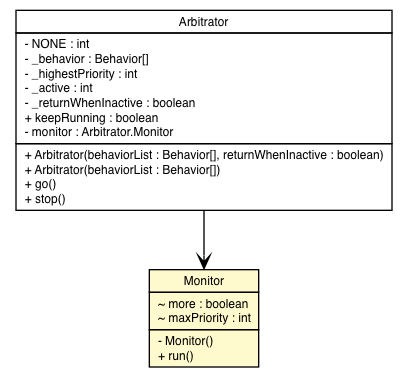 Arbitrator
- NONE : int
- _behavior : Behavior[]
- _highestPriority : int
- _active : int
- _returnWhenInactive : boolean
+ keepRunning : boolean
- monitor : Arbitrator.Monitor
+ Arbitrator(behaviorList : Behavior[], returnWhenInactive : boolean)
+ Arbitrator(behaviorList : Behavior[])
+ go()
+ stop()
Monitor
~ more : boolean
~ maxPriority : int
- Monitor()
+ run()